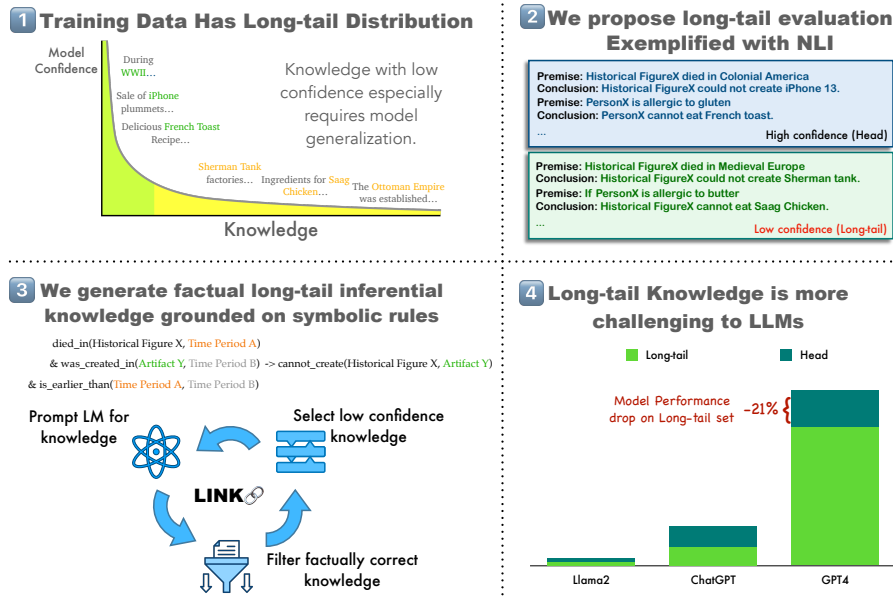 1 Training Data Has Long-tail Distribution
Model
Confidence
During
WWII...
Sale of iPhone
plummets...
Delicious French Toast
Recipe...
Knowledge with low
confidence especially
requires model
generalization.
Sherman Tank
factories...
Ingredients for Saag
Chicken...
The Ottoman Empire
was established...
Knowledge
2 We propose long-tail evaluation
Exemplified with NLI
Premise: Historical FigureX died in Colonial America
Conclusion: Historical FigureX could not create iPhone 13.
Premise: PersonX is allergic to gluten
Conclusion: PersonX cannot eat French toast.
...
High confidence (Head)
Premise: Historical FigureX died in Medieval Europe
Conclusion: Historical FigureX could not create Sherman tank.
Premise: If PersonX is allergic to butter
Conclusion: Historical FigureX cannot eat Saag Chicken.
...
Low confidence (Long-tail)
3 We generate factual long-tail inferential
knowledge grounded on symbolic rules
died_in(Historical Figure X, Time Period A)
& was_created_in(Artifact Y, Time Period B) -> cannot_create(Historical Figure X, Artifact Y)
& is_earlier_than(Time Period A, Time Period B)
Prompt LM for
knowledge
Select low confidence
knowledge
LINK
Filter factually correct
knowledge
4 Long-tail Knowledge is more
challenging to LLMs
Long-tail
Head
Model Performance
drop on Long-tail set
-21%
Llama2
ChatGPT
GPT4